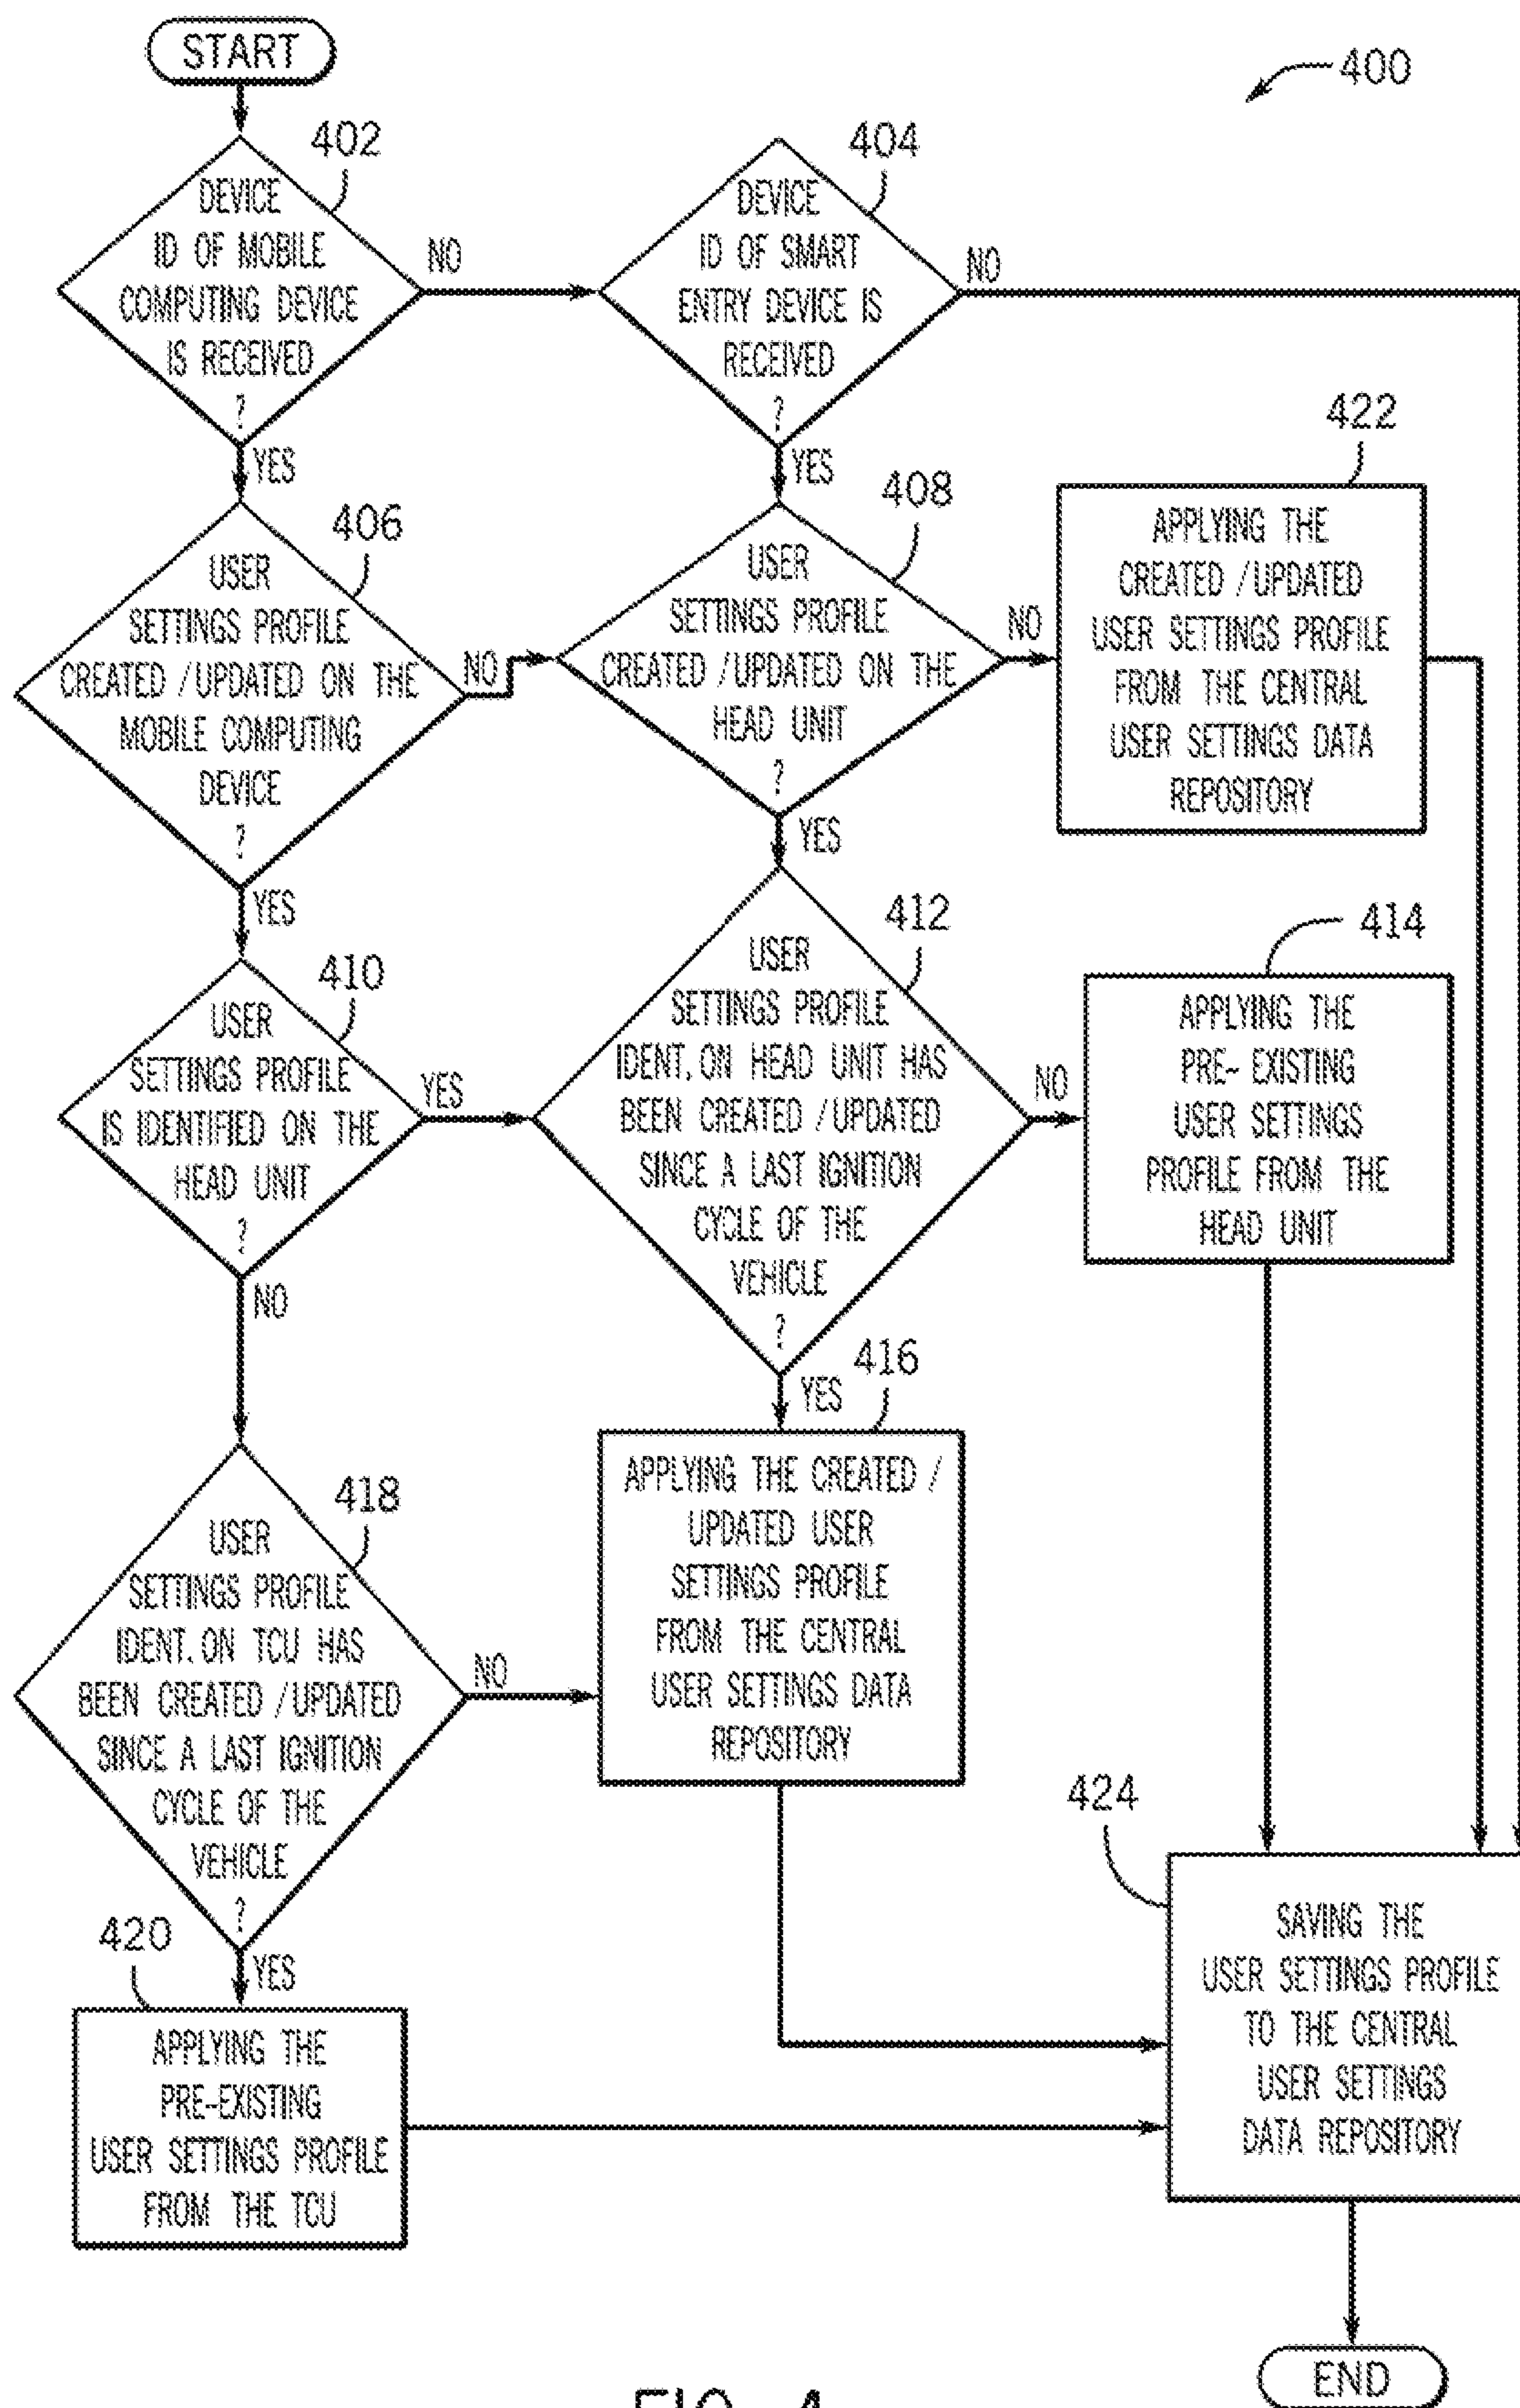 START
400
402
DEVICE
ID OF MOBILE
COMPUTING DEVICE
IS RECEIVED
?
NO
YES
404
DEVICE
ID OF SMART
ENTRY DEVICE IS
RECEIVED
?
NO
YES
406
USER
SETTINGS PROFILE
CREATED / UPDATED ON THE
MOBILE COMPUTING
DEVICE
?
NO
YES
408
USER
SETTINGS PROFILE
CREATED / UPDATED ON THE
HEAD UNIT
?
NO
YES
422
APPLYING THE
CREATED / UPDATED
USER SETTINGS PROFILE
FROM THE CENTRAL
USER SETTINGS DATA
REPOSITORY
410
USER
SETTINGS PROFILE
IS IDENTIFIED ON THE
HEAD UNIT
?
YES
NO
412
USER
SETTINGS PROFILE
IDENT. ON HEAD UNIT HAS
BEEN CREATED / UPDATED
SINCE A LAST IGNITION
CYCLE OF THE
VEHICLE
?
NO
YES
414
APPLYING THE
PRE- EXISTING
USER SETTINGS
PROFILE FROM THE
HEAD UNIT
416
APPLYING THE CREATED /
UPDATED USER
SETTINGS PROFILE
FROM THE CENTRAL
USER SETTINGS DATA
REPOSITORY
418
USER
SETTINGS PROFILE
IDENT. ON TCU HAS
BEEN CREATED / UPDATED
SINCE A LAST IGNITION
CYCLE OF THE
VEHICLE
?
NO
YES
420
APPLYING THE
PRE-EXISTING
USER SETTINGS PROFILE
FROM THE TCU
424
SAVING THE
USER SETTINGS PROFILE
TO THE CENTRAL
USER SETTINGS
DATA REPOSITORY
END
FIG. 4